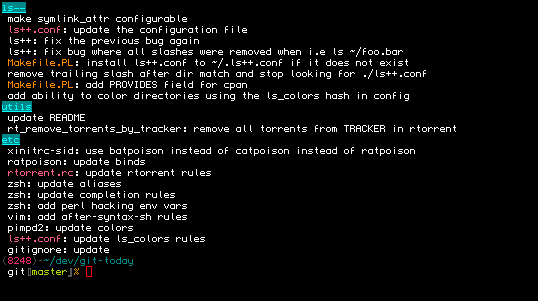 ls--
make symlink_attr configurable
ls++.conf: update the configuration file
ls++: fix the previous bug again
ls++: fix bug where all slashes were removed when i.e ls ~/foo.bar
Makefile.PL: install ls++.conf to ~/.ls++.conf if it does not exist
remove trailing slash after dir match and stop looking for ./ls++.conf
Makefile.PL: add PROVIDES field for cpan
add ability to color directories using the ls_colors hash in config
utils
update README
rt_remove_torrents_by_tracker: remove all torrents from TRACKER in rtorrent
etc
xinitrc-sid: use batpoison instead of catpoison instead of ratpoison
ratpoison: update binds
rtorrent.rc: update rtorrent rules
zsh: update aliases
zsh: update completion rules
zsh: add perl hacking env vars
vim: add after-syntax-sh rules
pimpd2: update colors
ls++.conf: update ls_colors rules
gitignore: update
(8248)-~/dev/git-today
git[master]%